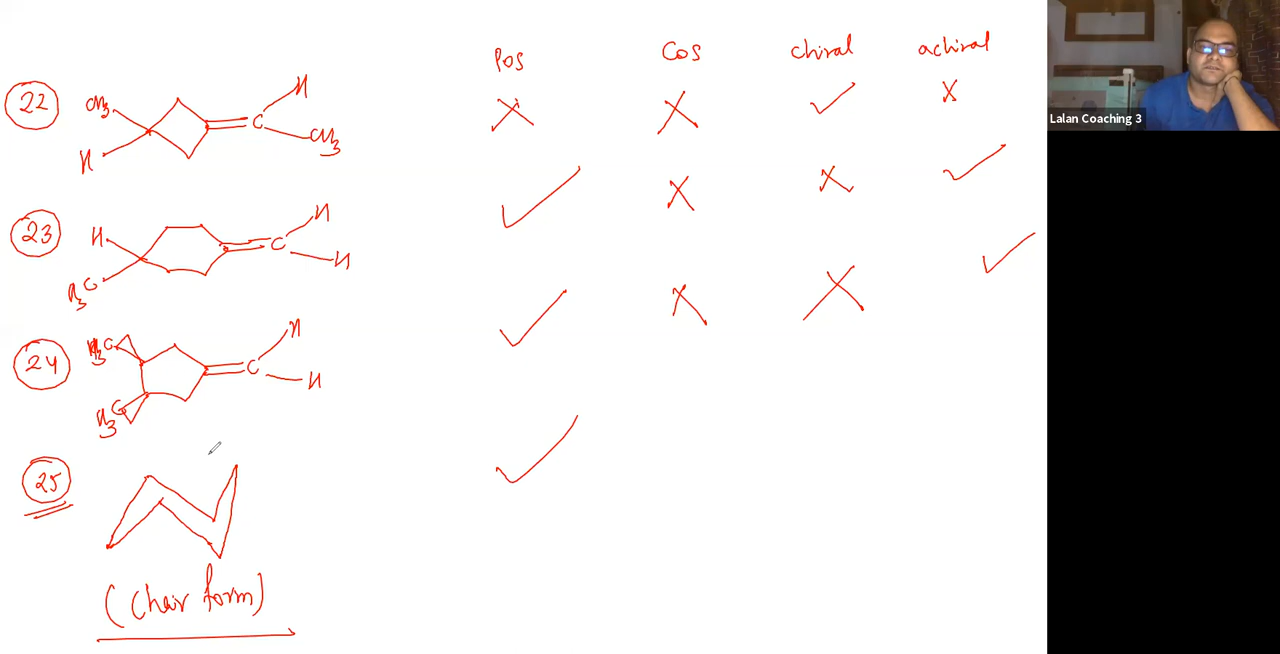 POS COS chiral achiral
22 CH3 H C H CH3 X X ✓ X
23 H H3C C H H ✓ X X ✓
24 H3C H3C C H H ✓ X X ✓
25 ✓
(Chair form)
Lalan Coaching 3